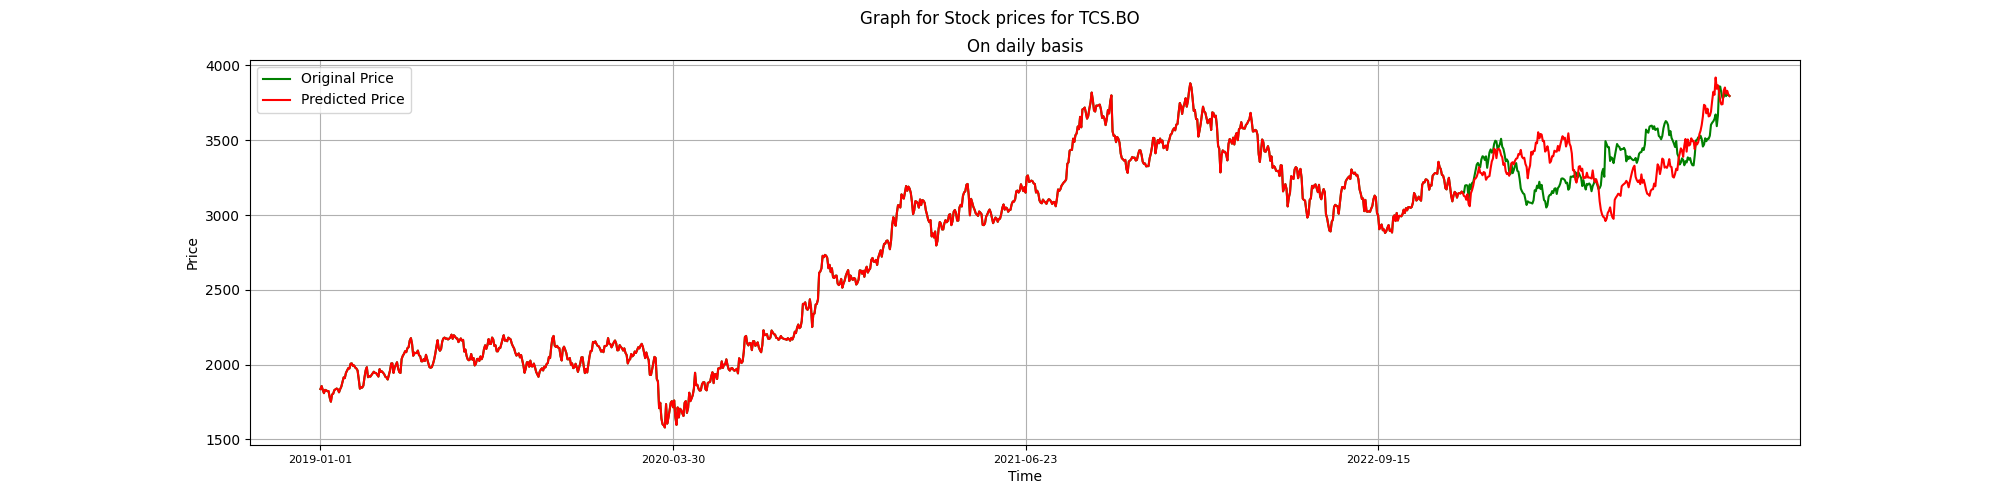 Graph for Stock prices for TCS.BO
On daily basis
Original Price
Predicted Price
4000
3500
3000
2500
2000
1500
Price
2019-01-01
2020-03-30
2021-06-23
2022-09-15
Time